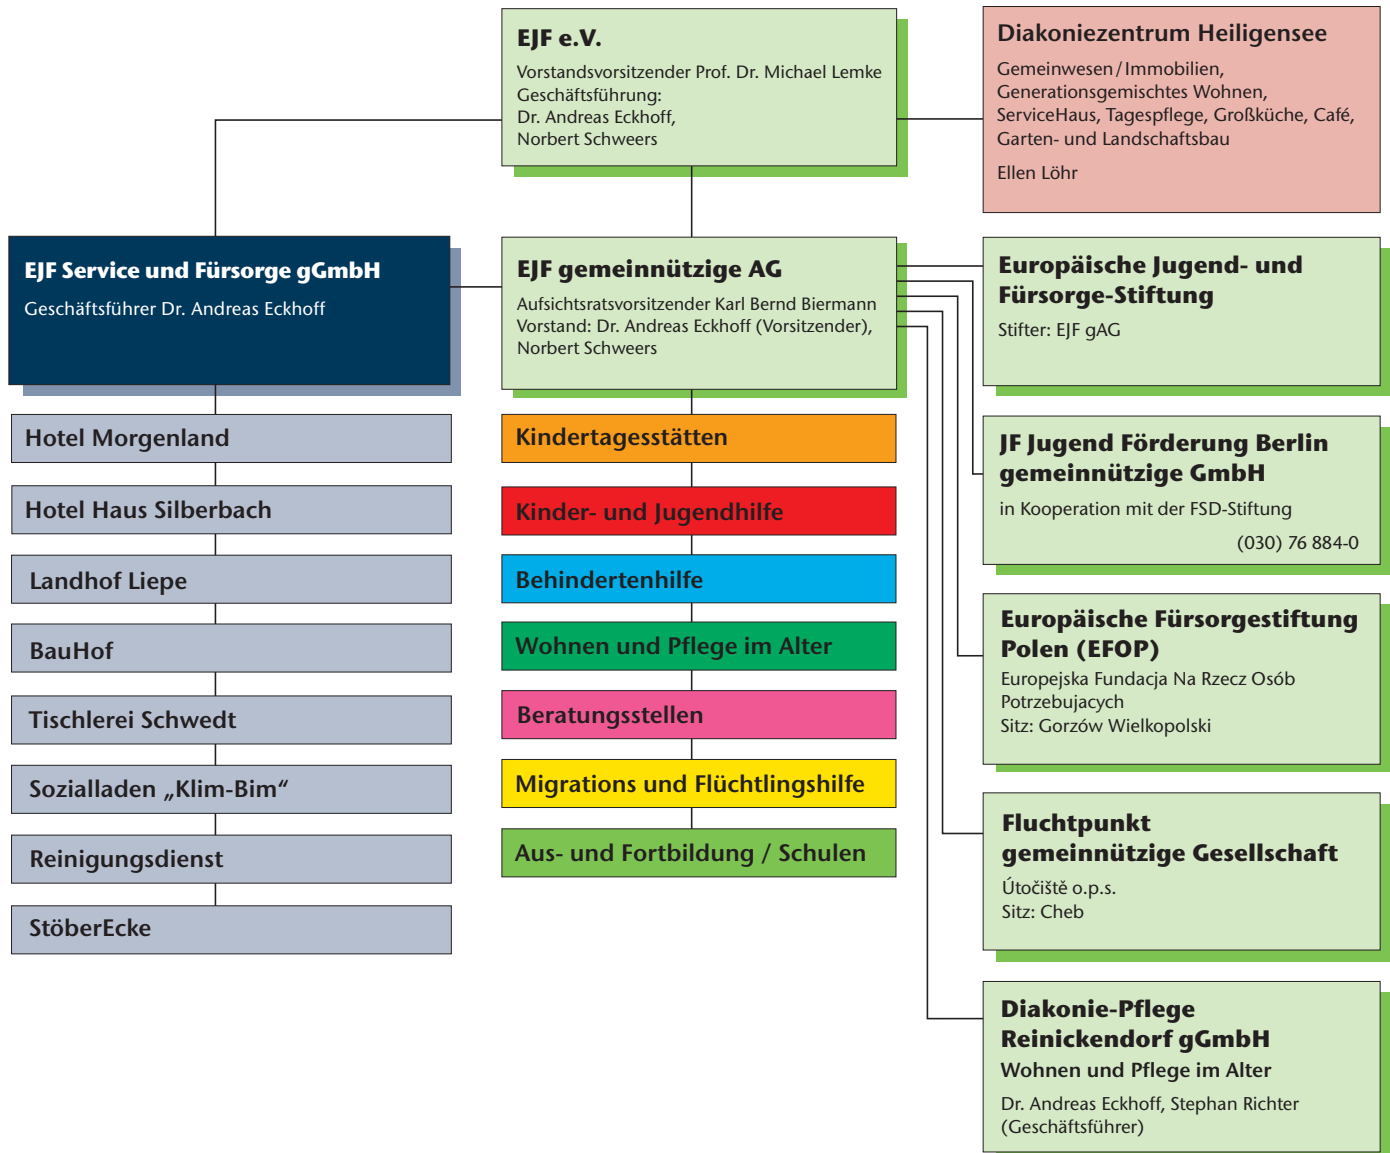 EJF e.V.
Vorstandsvorsitzender Prof. Dr. Michael Lemke
Geschäftsführung:
Dr. Andreas Eckhoff,
Norbert Schweers
Diakoniezentrum Heiligensee
Gemeinwesen/Immobilien,
Generationsgemischtes Wohnen,
ServiceHaus, Tagespflege, Großküche, Café,
Garten- und Landschaftsbau
Ellen Löhr
EJF Service und Fürsorge gGmbH
Geschäftsführer Dr. Andreas Eckhoff
EJF gemeinnützige AG
Aufsichtsratsvorsitzender Karl Bernd Biermann
Vorstand: Dr. Andreas Eckhoff (Vorsitzender),
Norbert Schweers
Europäische Jugend- und
Fürsorge-Stiftung
Stifter: EJF gAG
Hotel Morgenland
Hotel Haus Silberbach
Landhof Liepe
BauHof
Tischlerei Schwedt
Sozialladen „Klim-Bim“
Reinigungsdienst
StöberEcke
Kindertagesstätten
Kinder- und Jugendhilfe
Behindertenhilfe
Wohnen und Pflege im Alter
Beratungsstellen
Migrations und Flüchtlingshilfe
Aus- und Fortbildung / Schulen
JF Jugend Förderung Berlin
gemeinnützige GmbH
in Kooperation mit der FSD-Stiftung
(030) 76 884-0
Europäische Fürsorgestiftung
Polen (EFOP)
Europejska Fundacja Na Rzecz Osób
Potrzebujacych
Sitz: Gorzów Wielkopolski
Fluchtpunkt
gemeinnützige Gesellschaft
Útočiště o.p.s.
Sitz: Cheb
Diakonie-Pflege
Reinickendorf gGmbH
Wohnen und Pflege im Alter
Dr. Andreas Eckhoff, Stephan Richter
(Geschäftsführer)